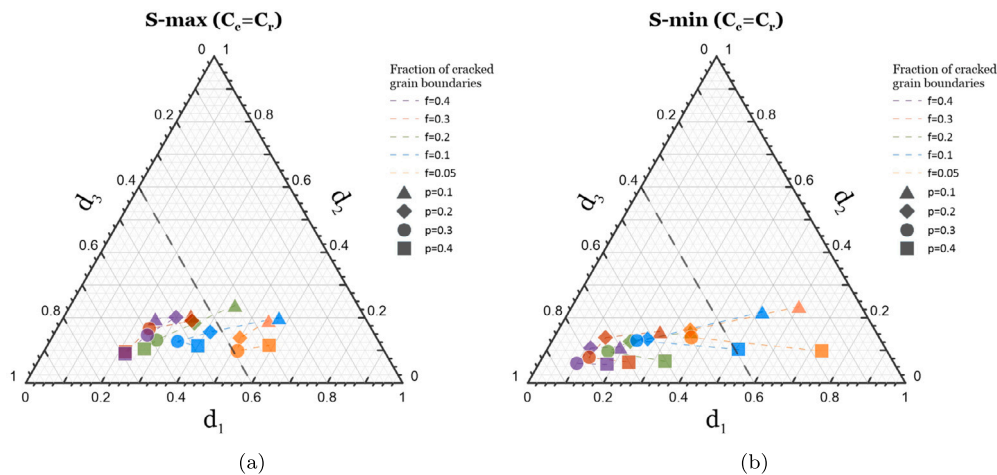 S-max (Cc=Cr)
0 1
0.2
0.8
0.4
0.6
d3
d2
0.6
0.4
0.8
0.2
1
0
0
0.2
0.4
0.6
0.8
1
d1
Fraction of cracked
grain boundaries
f=0.4
f=0.3
f=0.2
f=0.1
f=0.05
p=0.1
p=0.2
p=0.3
p=0.4
(a)
S-min (Cc=Cr)
0 1
0.2
0.8
0.4
0.6
d3
d2
0.6
0.4
0.8
0.2
1
0
0
0.2
0.4
0.6
0.8
1
d1
Fraction of cracked
grain boundaries
f=0.4
f=0.3
f=0.2
f=0.1
f=0.05
p=0.1
p=0.2
p=0.3
p=0.4
(b)